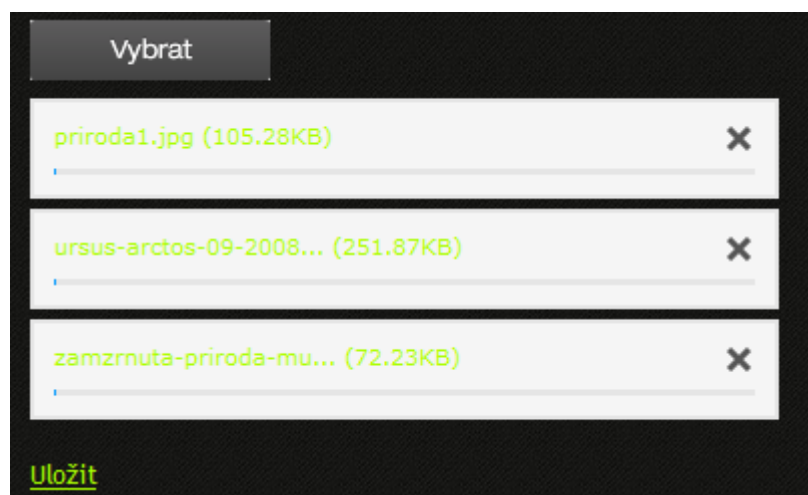 Vybrat
priroda1.jpg (105.28KB)
ursus-arctos-09-2008... (251.87KB)
zamzrnuta-priroda-mu... (72.23KB)
Uložit